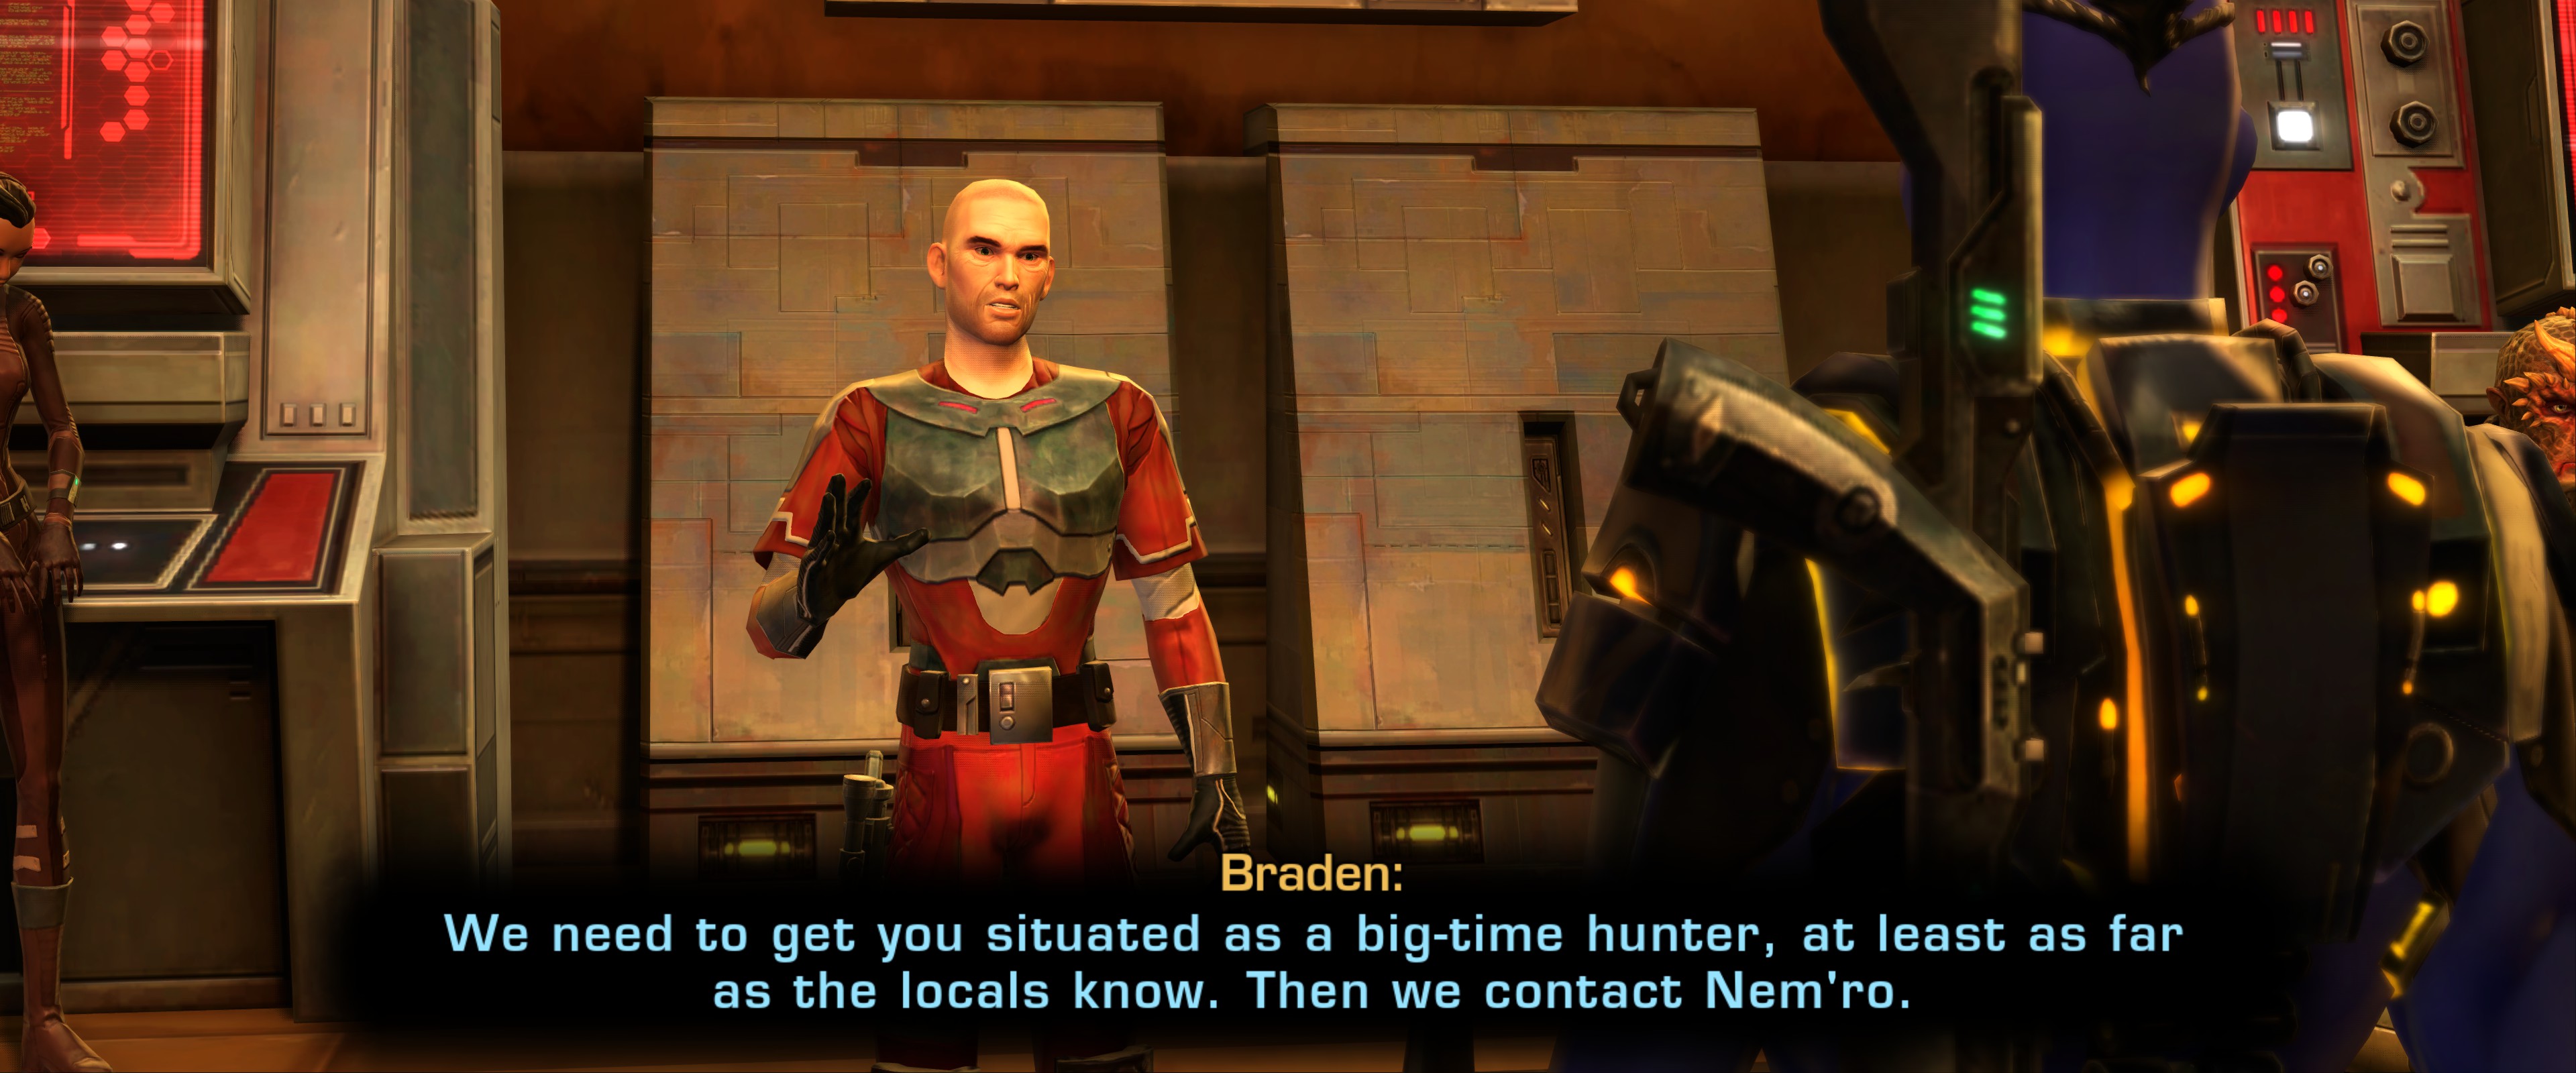 Braden:
We need to get you situated as a big-time hunter, at least as far
as the locals know. Then we contact Nem'ro.